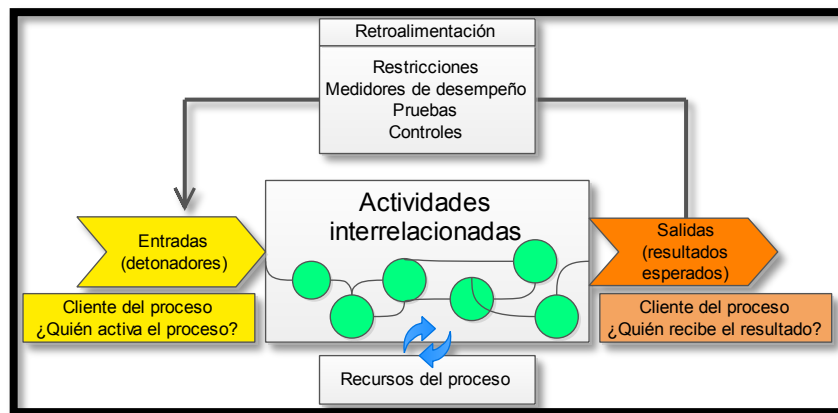 Retroalimentación
Restricciones
Medidores de desempeño
Pruebas
Controles
Actividades
interrelacionadas
Entradas
(detonadores)
Salidas
(resultados
esperados)
Cliente del proceso
¿Quién activa el proceso?
Cliente del proceso
¿Quién recibe el resultado?
Recursos del proceso